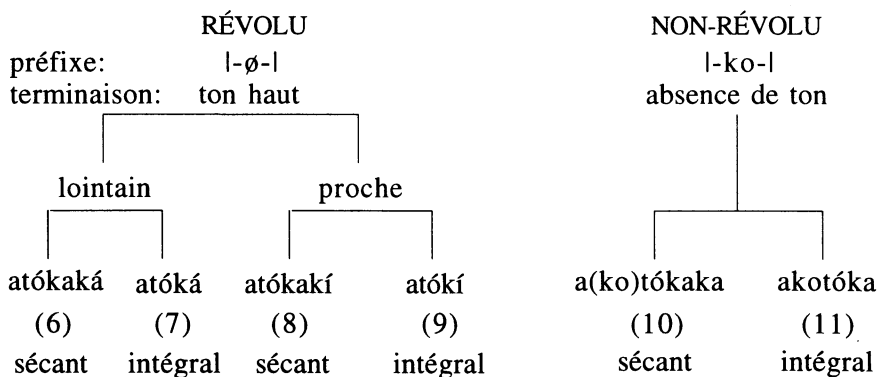 RÉVOLU NON-RÉVOLU
préfixe: |-ø-| |-ko-|
terminaison: ton haut absence de ton
lointain proche
atókaká atóká atókakí atókí a(ko)tókaka akotóka
(6) (7) (8) (9) (10) (11)
sécant intégral sécant intégral sécant intégral